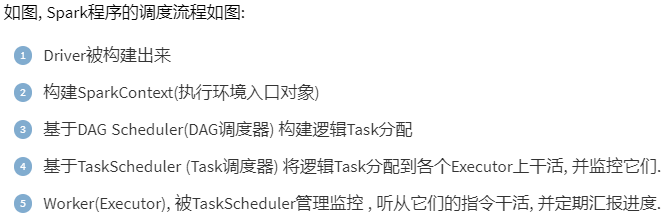 如图, Spark程序的调度流程如图:
1 Driver被构建出来
2 构建SparkContext(执行环境入口对象)
3 基于DAG Scheduler(DAG调度器) 构建逻辑Task分配
4 基于TaskScheduler (Task调度器) 将逻辑Task分配到各个Executor上干活, 并监控它们.
5 Worker(Executor), 被TaskScheduler管理监控 , 听从它们的指令干活, 并定期汇报进度.